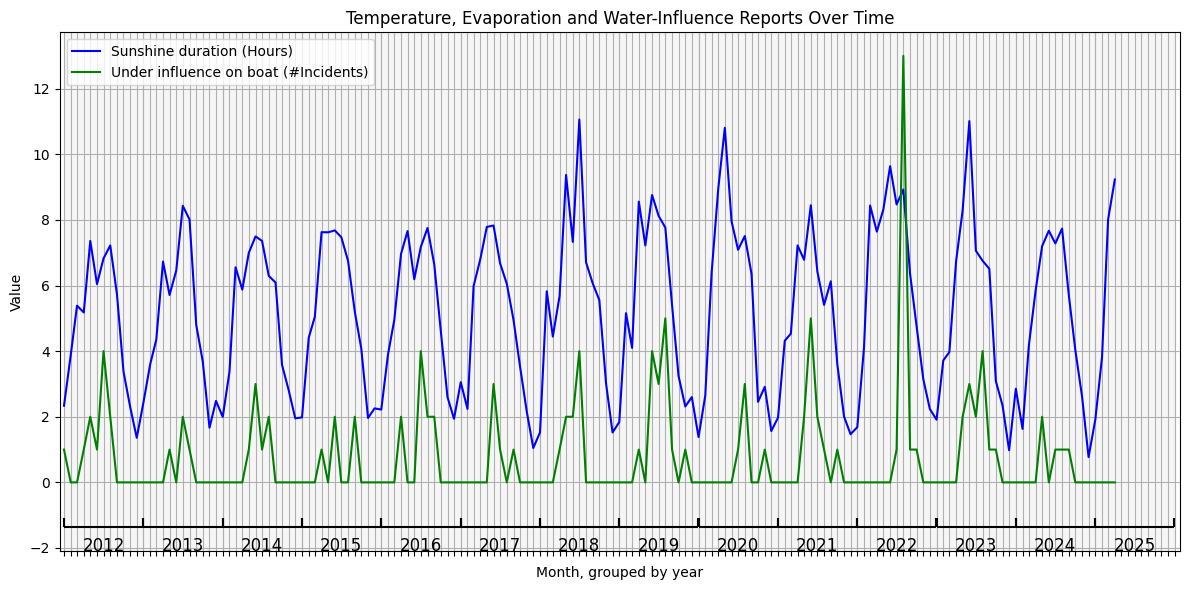 Temperature, Evaporation and Water-Influence Reports Over Time
Sunshine duration (Hours)
Under influence on boat (#Incidents)
Value
12
10
8
6
4
2
0
−2
2012 2013 2014 2015 2016 2017 2018 2019 2020 2021 2022 2023 2024 2025
Month, grouped by year